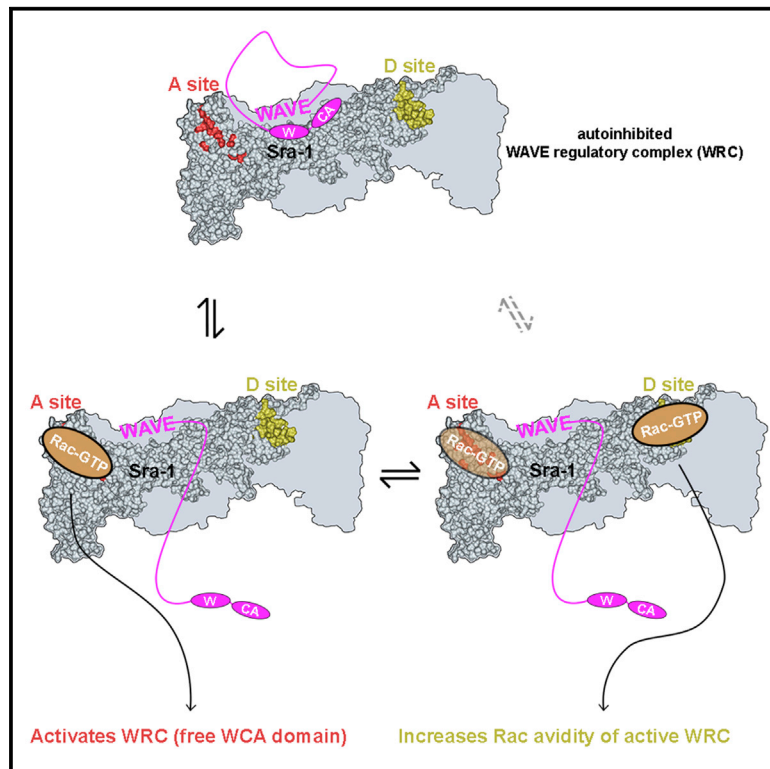 A site
D site
WAVE
W
CA
Sra-1
autoinhibited
WAVE regulatory complex (WRC)
A site
D site
WAVE
Rac-GTP
Sra-1
W
CA
A site
D site
WAVE
Rac-GTP
Rac-GTP
Sra-1
W
CA
Activates WRC (free WCA domain)
Increases Rac avidity of active WRC